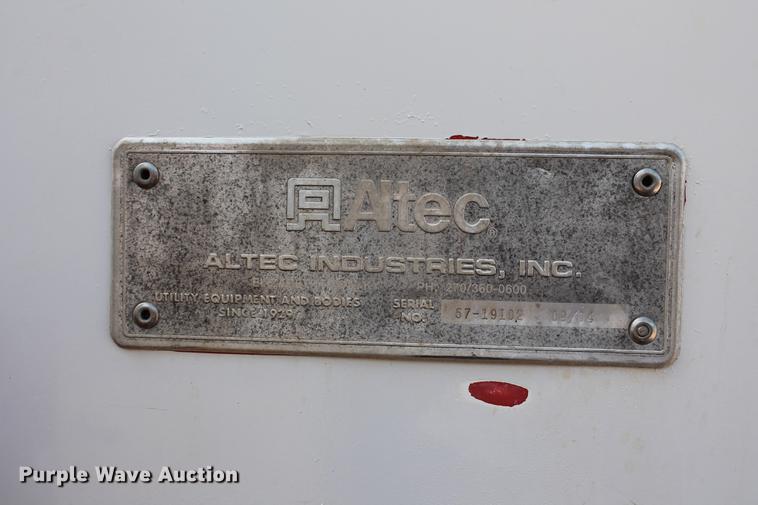 Altec®
ALTEC INDUSTRIES, INC.
PH. 270/360-0600
UTILITY EQUIPMENT AND BODIES
SINCE 1929
SERIAL
NO.
Purple Wave Auction